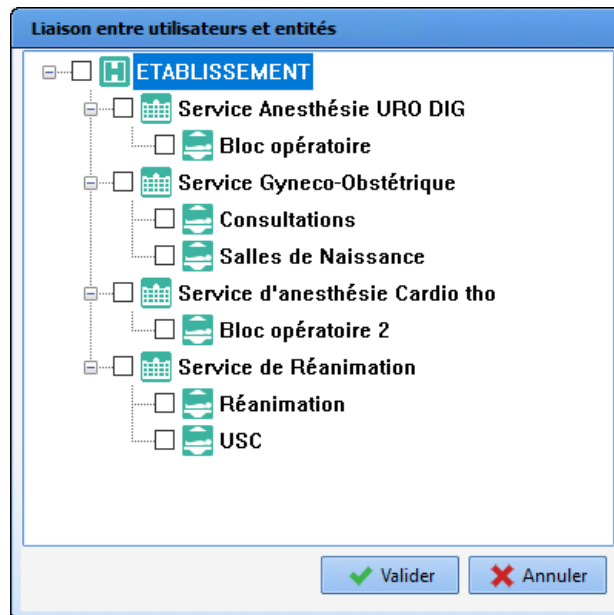 Liaison entre utilisateurs et entités
ETABLISSEMENT
Service Anesthésie URO DIG
Bloc opératoire
Service Gyneco-Obstétrique
Consultations
Salles de Naissance
Service d'anesthésie Cardio tho
Bloc opératoire 2
Service de Réanimation
Réanimation
USC
Valider Annuler